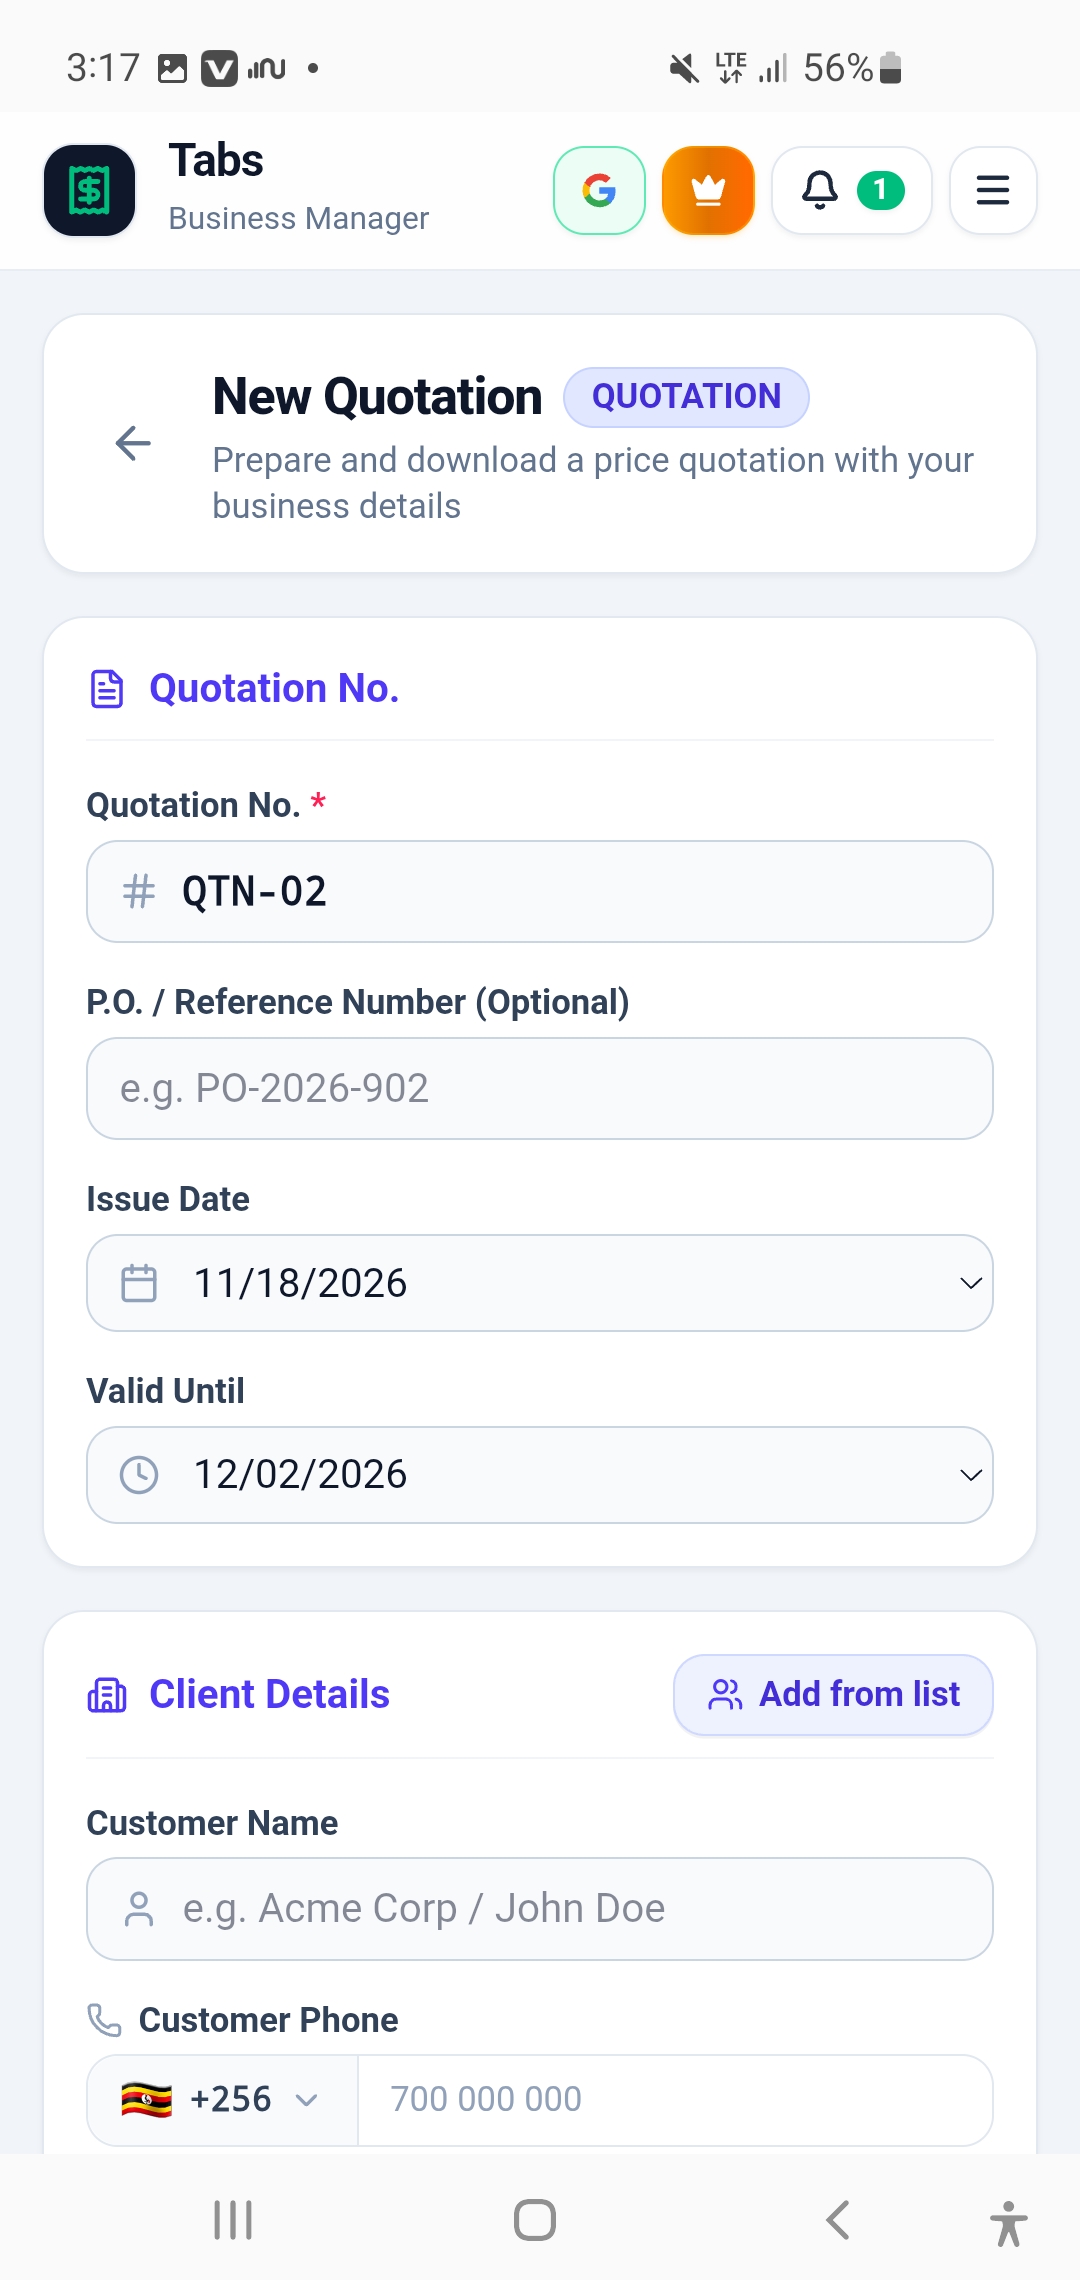 3:17
LTE
56%
Tabs
Business Manager
1
New Quotation
QUOTATION
Prepare and download a price quotation with your
business details
Quotation No.
Quotation No. *
QTN-02
P.O. / Reference Number (Optional)
e.g. PO-2026-902
Issue Date
11/18/2026
Valid Until
12/02/2026
Client Details
Add from list
Customer Name
e.g. Acme Corp / John Doe
Customer Phone
+256
700 000 000